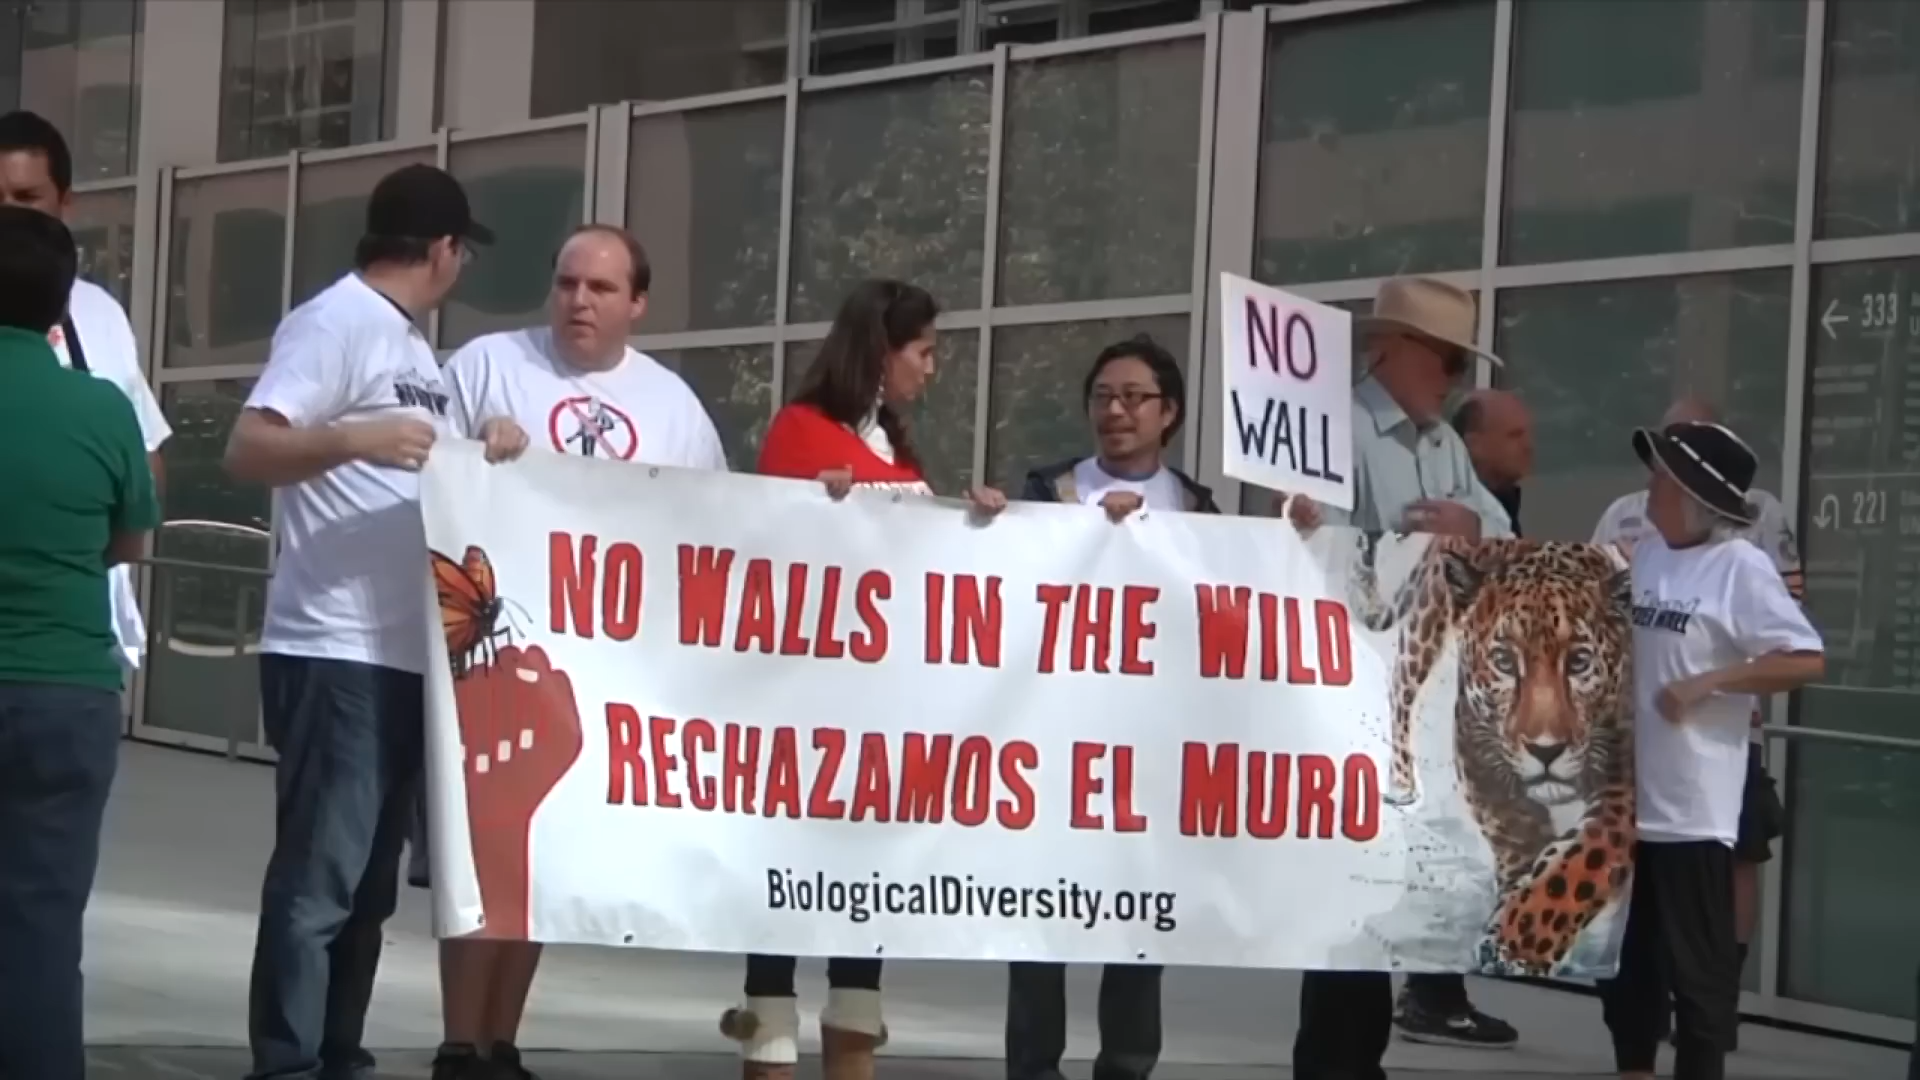 NO
WALL
← 333
221
NO WALLS IN THE WILD
RECHAZAMOS EL MURO
BiologicalDiversity.org